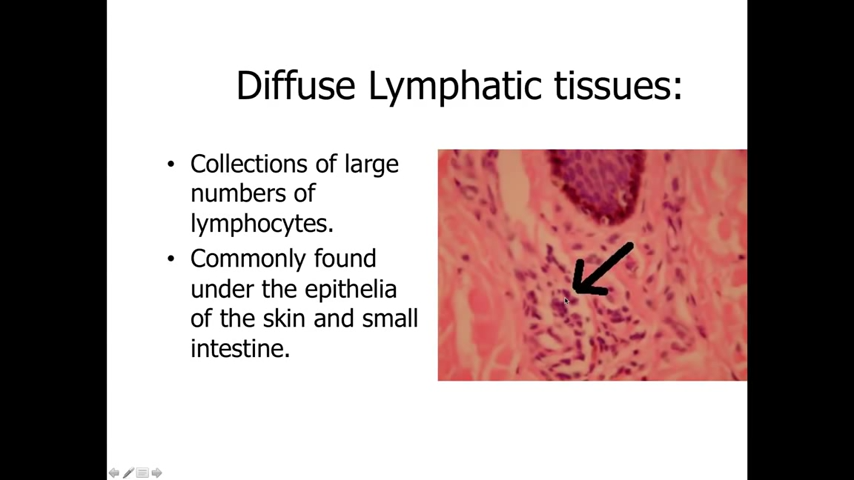 Diffuse Lymphatic tissues:
• Collections of large
numbers of
lymphocytes.
• Commonly found
under the epithelia
of the skin and small
intestine.